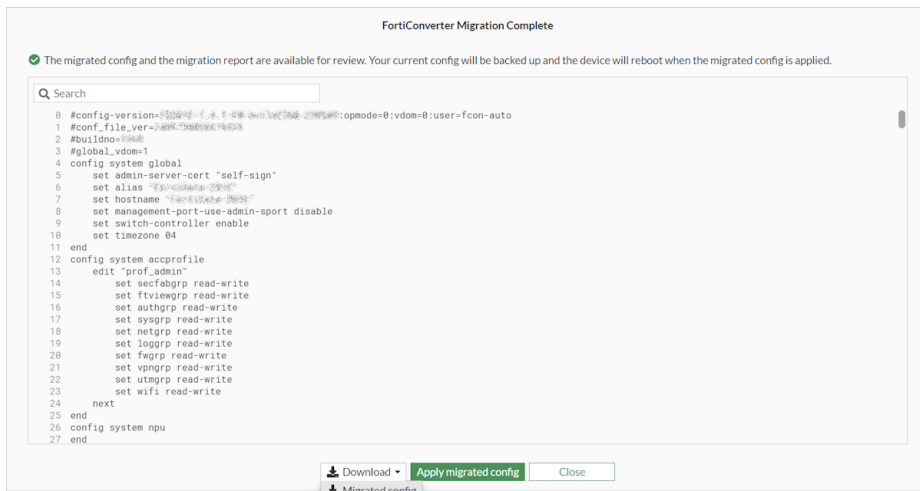 FortiConverter Migration Complete
The migrated config and the migration report are available for review. Your current config will be backed up and the device will reboot when the migrated config is applied.
Search
0 #config-version= :opmode=0:vdom=0:user=fcon-auto
1 #conf_file_ver=
2 #buildno=
3 #global_vdom=1
4 config system global
5 set admin-server-cert "self-sign"
6 set alias
7 set hostname
8 set management-port-use-admin-sport disable
9 set switch-controller enable
10 set timezone 04
11 end
12 config system accprofile
13 edit "prof_admin"
14 set secfabgrp read-write
15 set ftviewgrp read-write
16 set authgrp read-write
17 set sysgrp read-write
18 set netgrp read-write
19 set loggrp read-write
20 set fwgrp read-write
21 set vpngrp read-write
22 set utmgrp read-write
23 set wifi read-write
24 next
25 end
26 config system npu
27 end
Download Apply migrated config Close
Migrated config